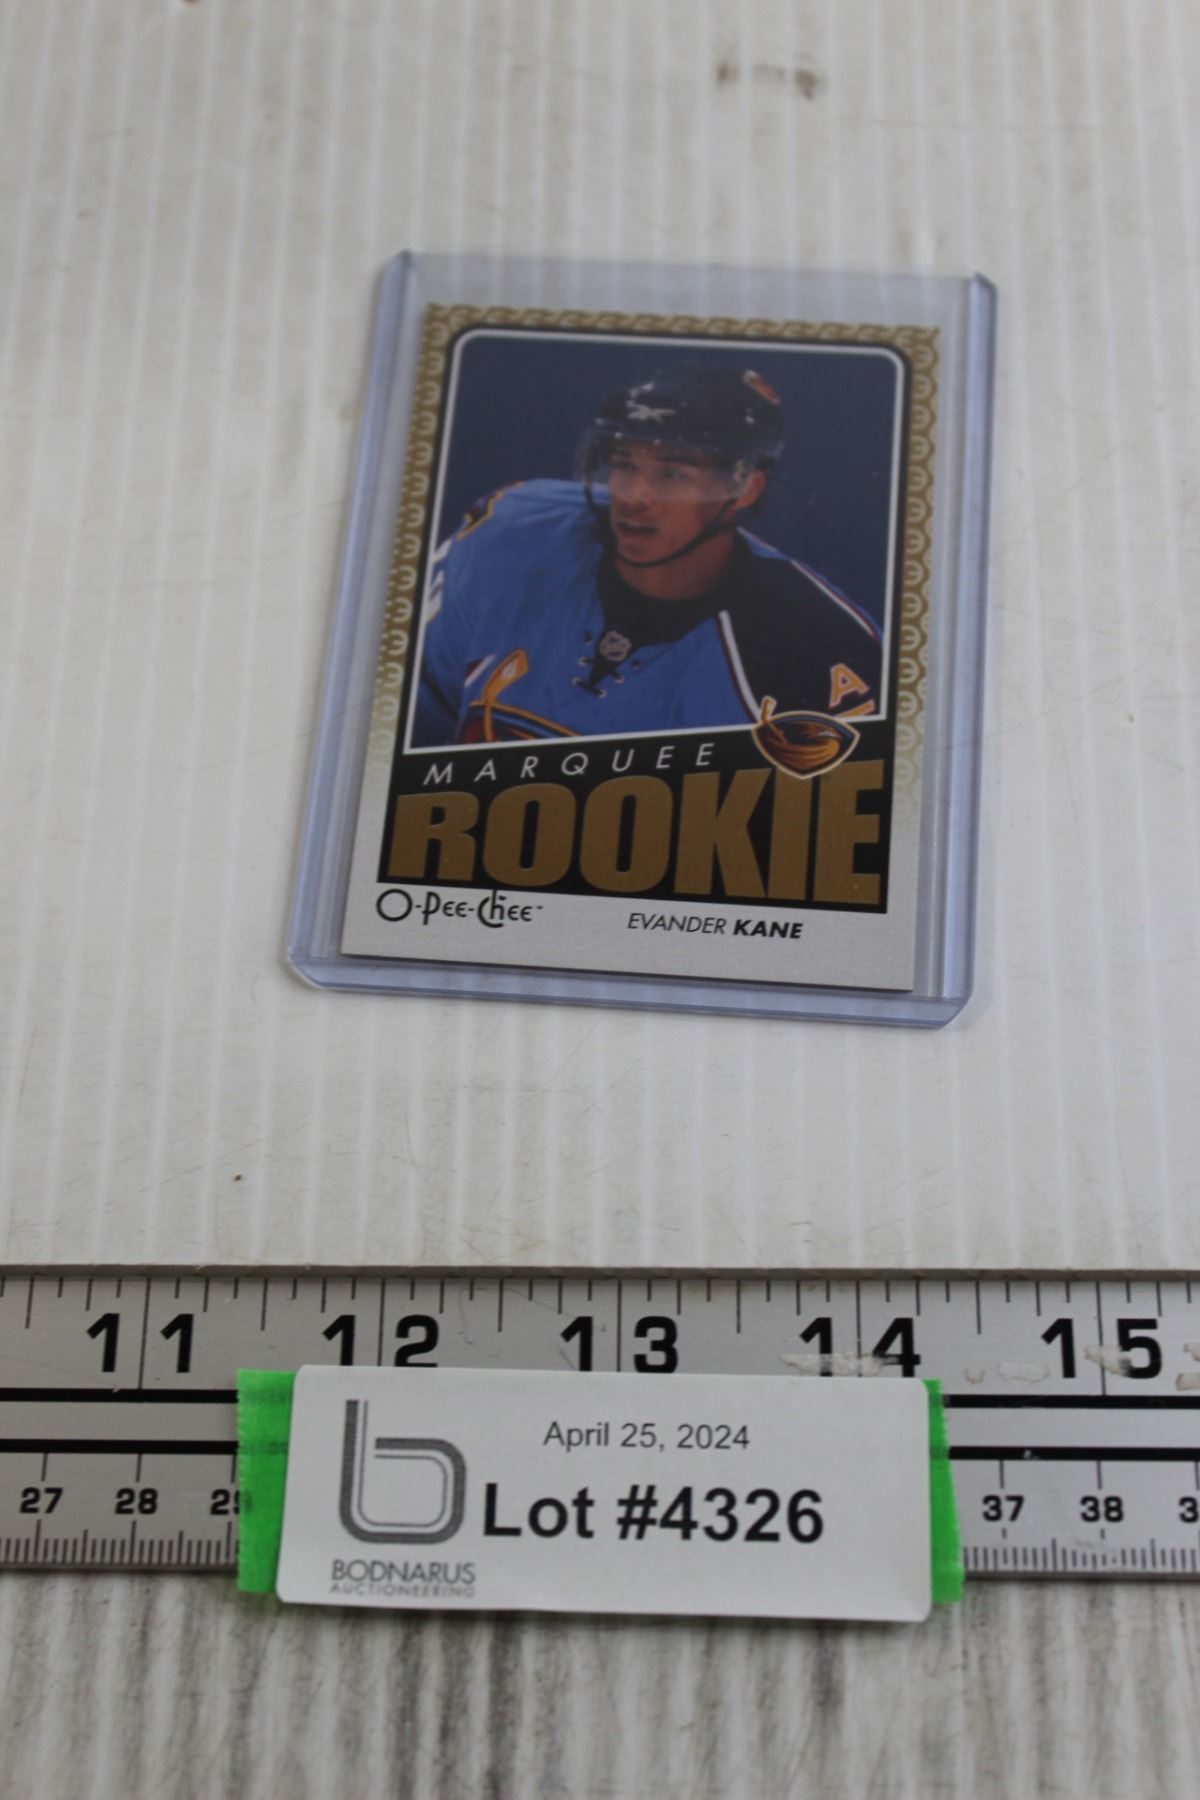 A
MARQUEE
ROOKIE
O-Pee-Chee
EVANDER KANE
11 12 13 14 15
April 25, 2024
Lot #4326
BODNARUS
AUCTIONEERING
27 28 29 37 38